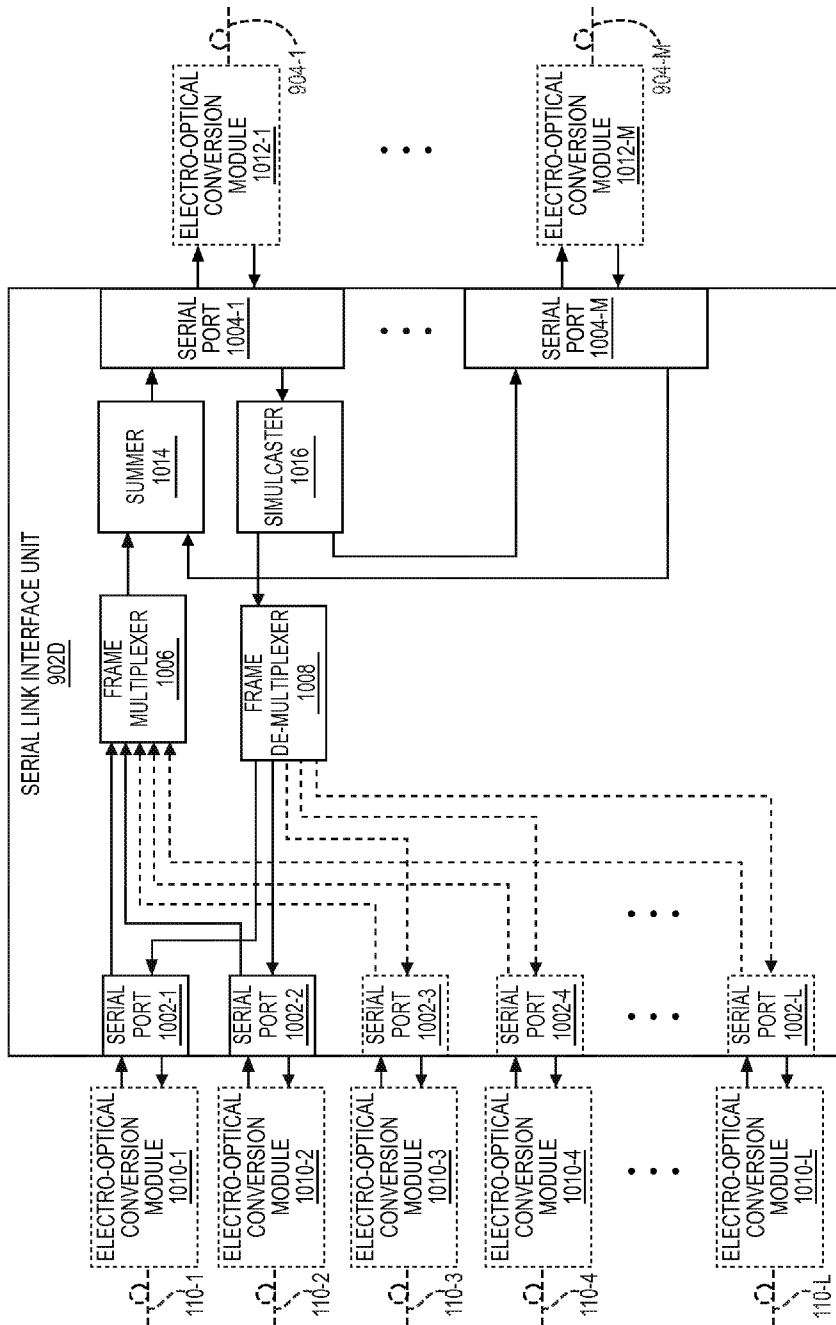 SERIAL LINK INTERFACE UNIT
902D
ELECTRO-OPTICAL
CONVERSION
MODULE
1010-1
110-1
ELECTRO-OPTICAL
CONVERSION
MODULE
1010-2
110-2
ELECTRO-OPTICAL
CONVERSION
MODULE
1010-3
110-3
ELECTRO-OPTICAL
CONVERSION
MODULE
1010-4
110-4
ELECTRO-OPTICAL
CONVERSION
MODULE
1010-L
110-L
SERIAL
PORT
1002-1
SERIAL
PORT
1002-2
SERIAL
PORT
1002-3
SERIAL
PORT
1002-4
SERIAL
PORT
1002-L
FRAME
MULTIPLEXER
1006
FRAME
DE-MULTIPLEXER
1008
SUMMER
1014
SIMULCASTER
1016
SERIAL
PORT
1004-1
SERIAL
PORT
1004-M
ELECTRO-OPTICAL
CONVERSION
MODULE
1012-1
904-1
ELECTRO-OPTICAL
CONVERSION
MODULE
1012-M
904-M